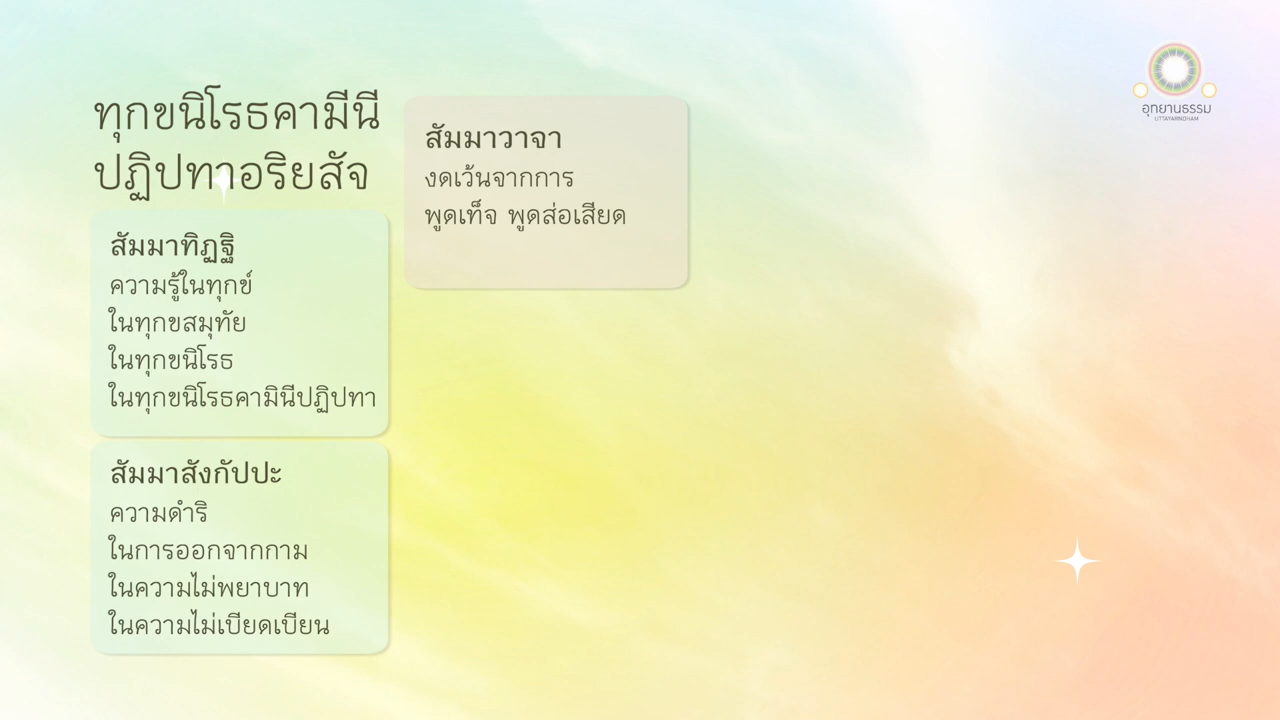 ทุกขนิโรธคามีนี
ปฏิปทาอริยสัจ
สัมมาทิฏฐิ
ความรู้ในทุกข์
ในทุกขสมุทัย
ในทุกขนิโรธ
ในทุกขนิโรธคามินีปฏิปทา
สัมมาสังกัปปะ
ความดำริ
ในการออกจากกาม
ในความไม่พยาบาท
ในความไม่เบียดเบียน
สัมมาวาจา
งดเว้นจากการ
พูดเท็จ พูดส่อเสียด
อุทยานธรรม
UTTAYARNDHAM